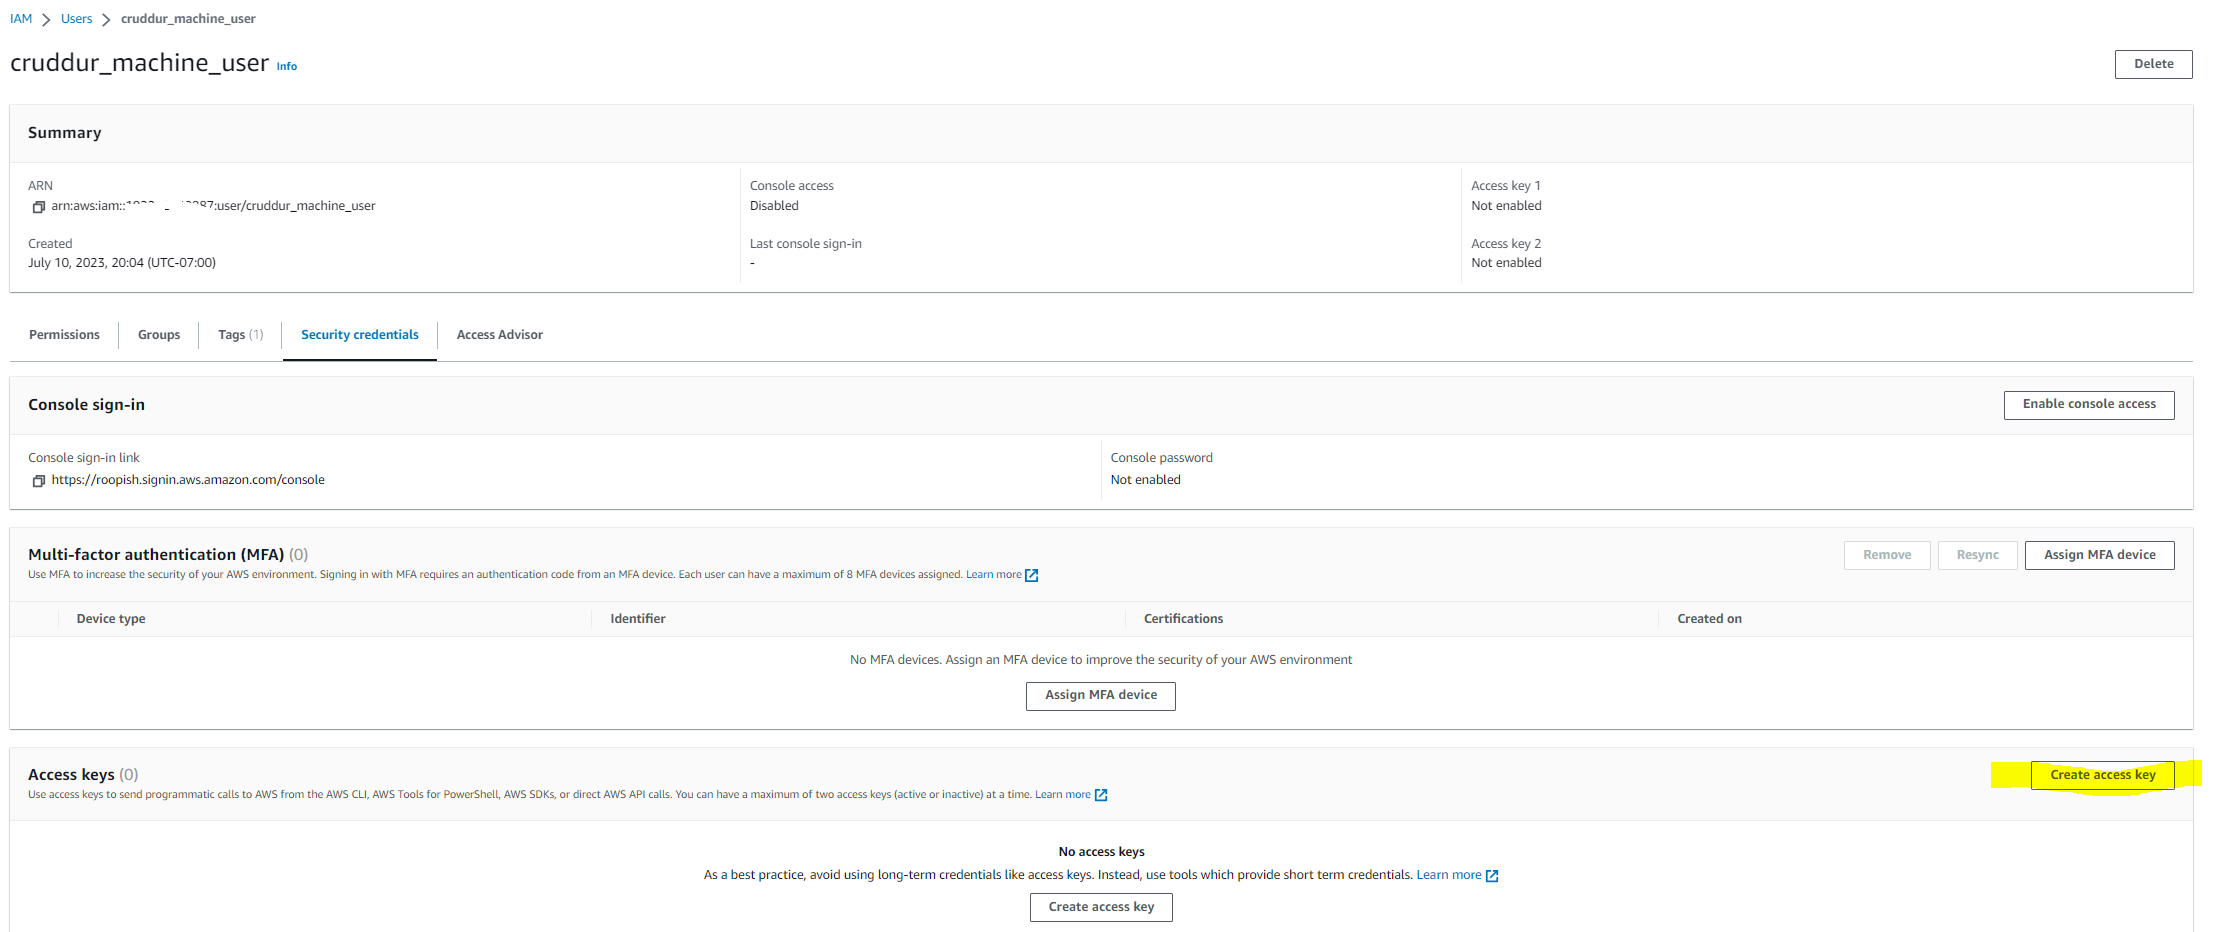 IAM > Users > cruddur_machine_user
cruddur_machine_user Info
Delete
Summary
ARN
arn:aws:iam:: :user/cruddur_machine_user
Created
July 10, 2023, 20:04 (UTC-07:00)
Console access
Disabled
Last console sign-in
-
Access key 1
Not enabled
Access key 2
Not enabled
Permissions
Groups
Tags (1)
Security credentials
Access Advisor
Console sign-in
Enable console access
Console sign-in link
https://roopish.signin.aws.amazon.com/console
Console password
Not enabled
Multi-factor authentication (MFA) (0)
Use MFA to increase the security of your AWS environment. Signing in with MFA requires an authentication code from an MFA device. Each user can have a maximum of 8 MFA devices assigned. Learn more
Remove
Resync
Assign MFA device
Device type
Identifier
Certifications
Created on
No MFA devices. Assign an MFA device to improve the security of your AWS environment
Assign MFA device
Access keys (0)
Use access keys to send programmatic calls to AWS from the AWS CLI, AWS Tools for PowerShell, AWS SDKs, or direct AWS API calls. You can have a maximum of two access keys (active or inactive) at a time. Learn more
Create access key
No access keys
As a best practice, avoid using long-term credentials like access keys. Instead, use tools which provide short term credentials. Learn more
Create access key